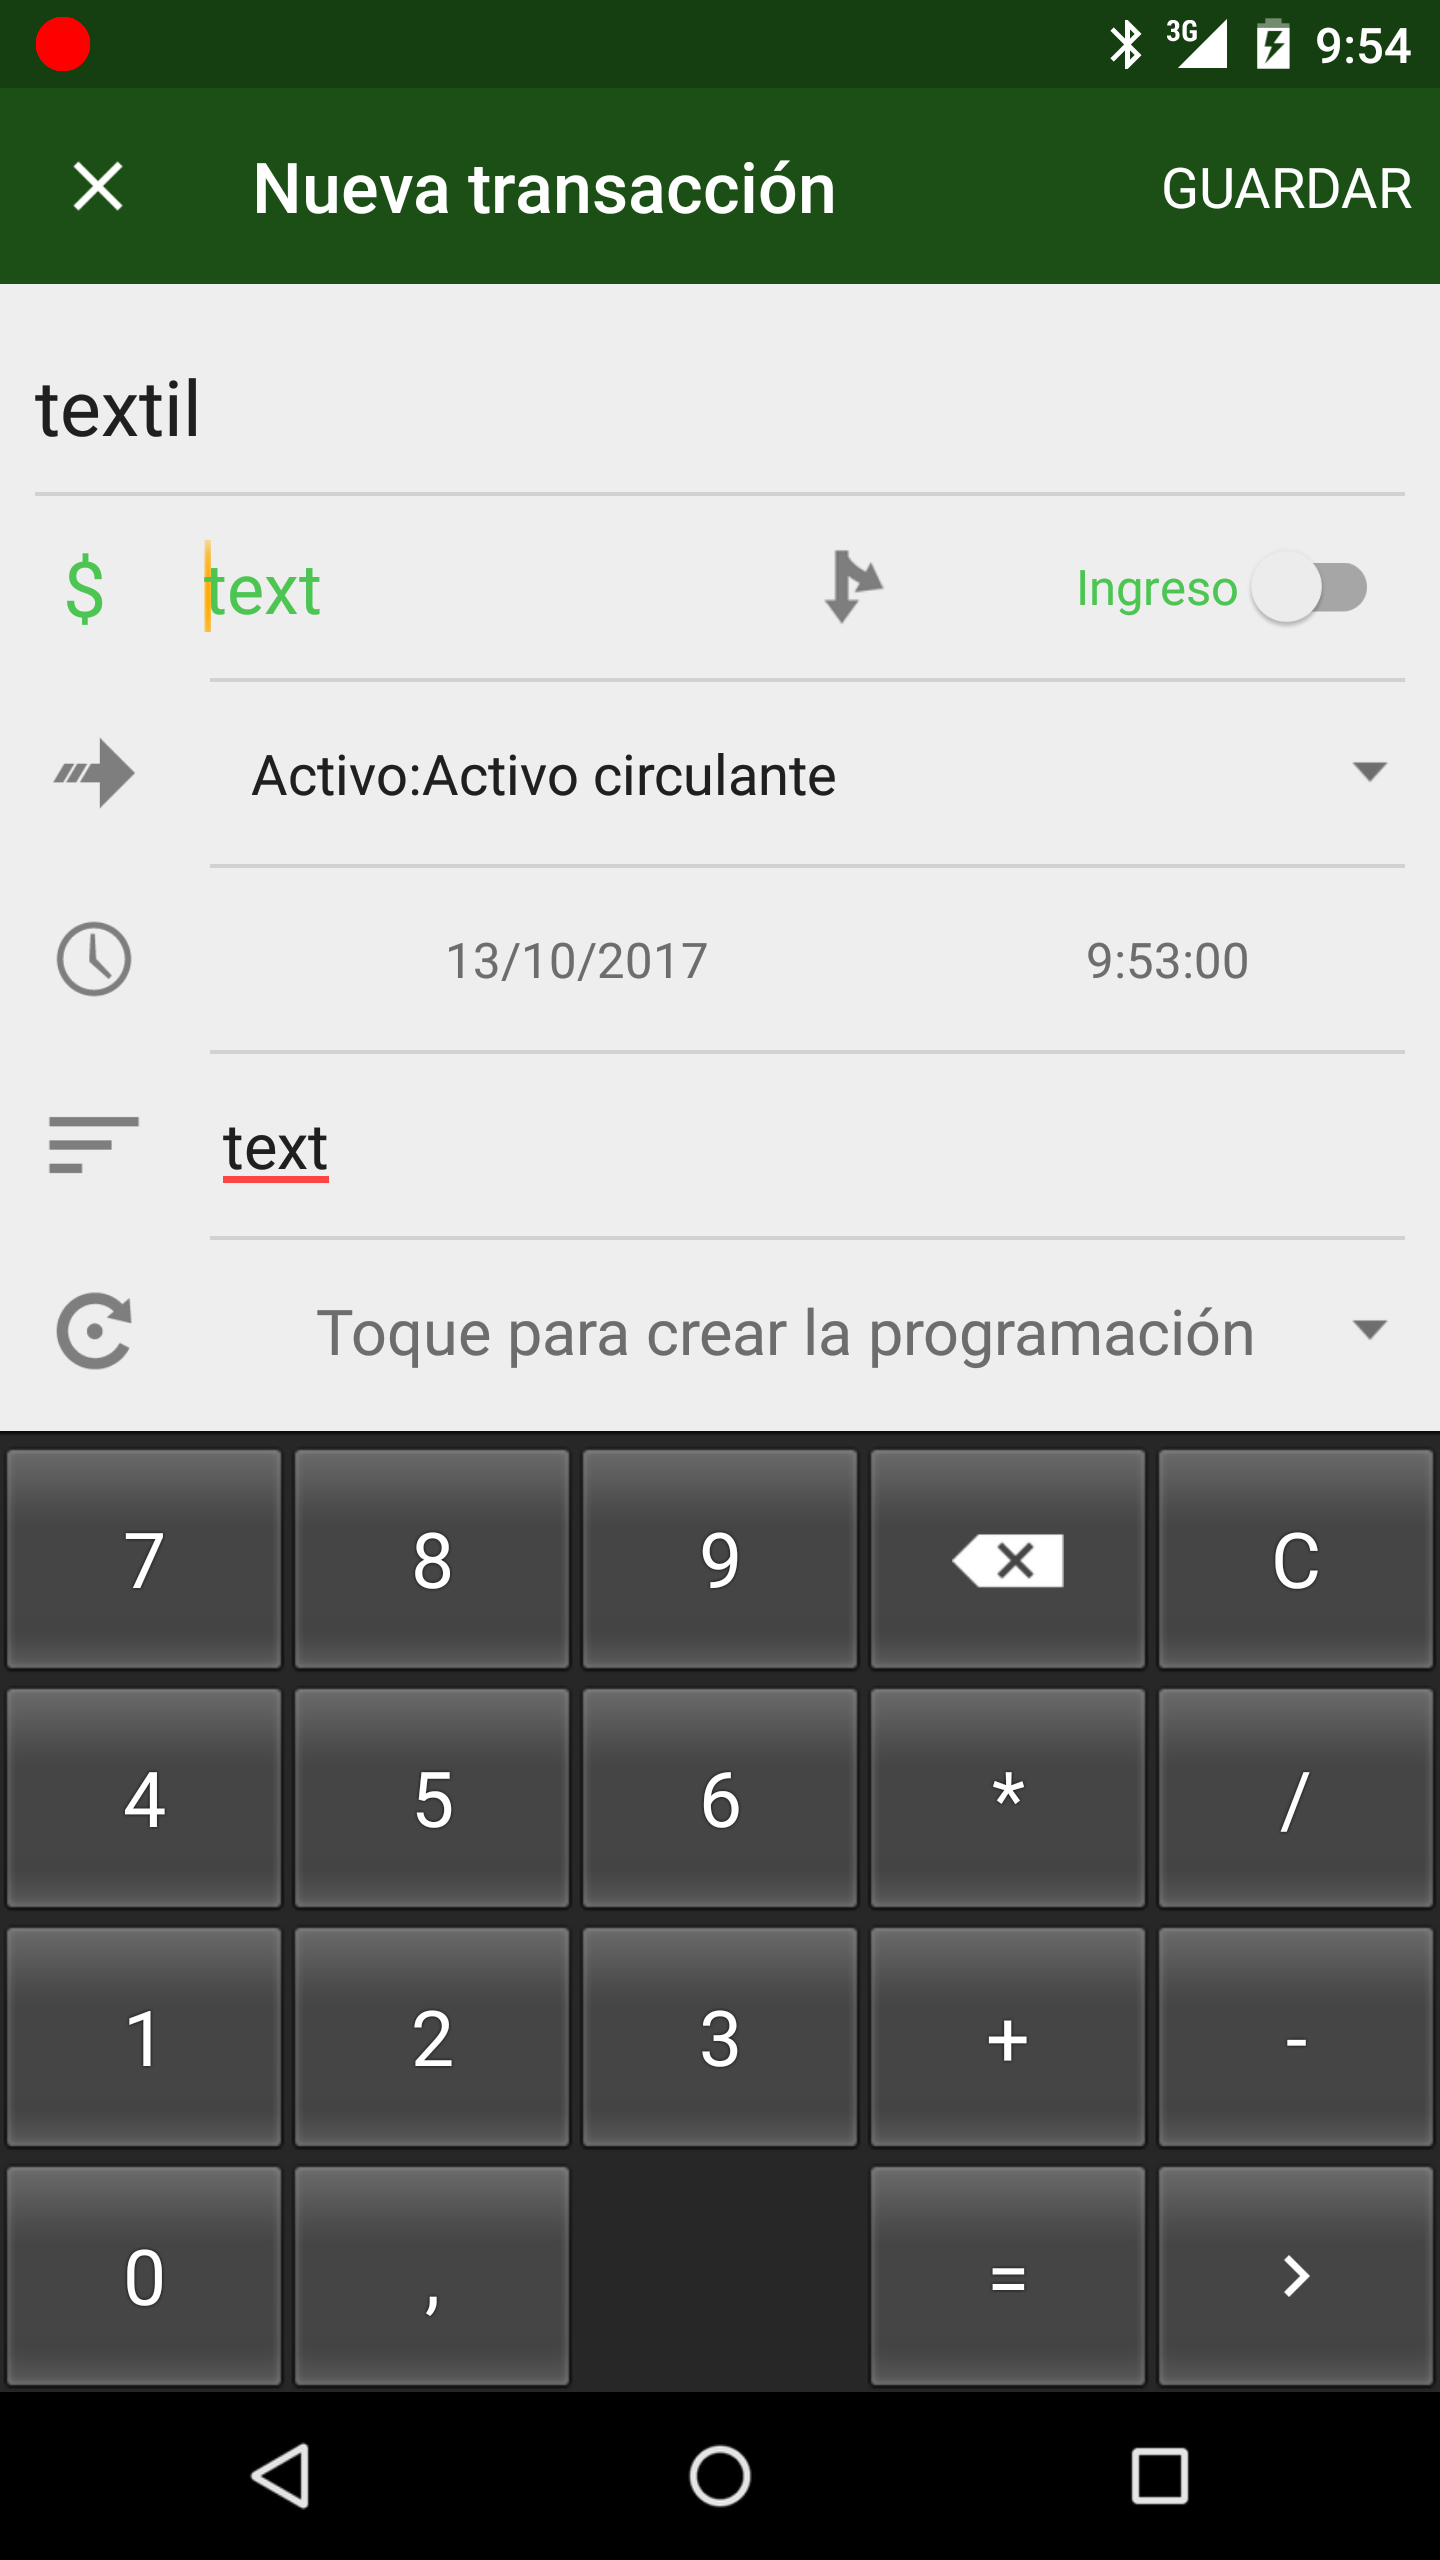 3G 9:54
Nueva transacción GUARDAR
textil
$ text Ingreso
Activo:Activo circulante
13/10/2017 9:53:00
text
Toque para crear la programación
7 8 9 C
4 5 6 * /
1 2 3 + -
0 , =